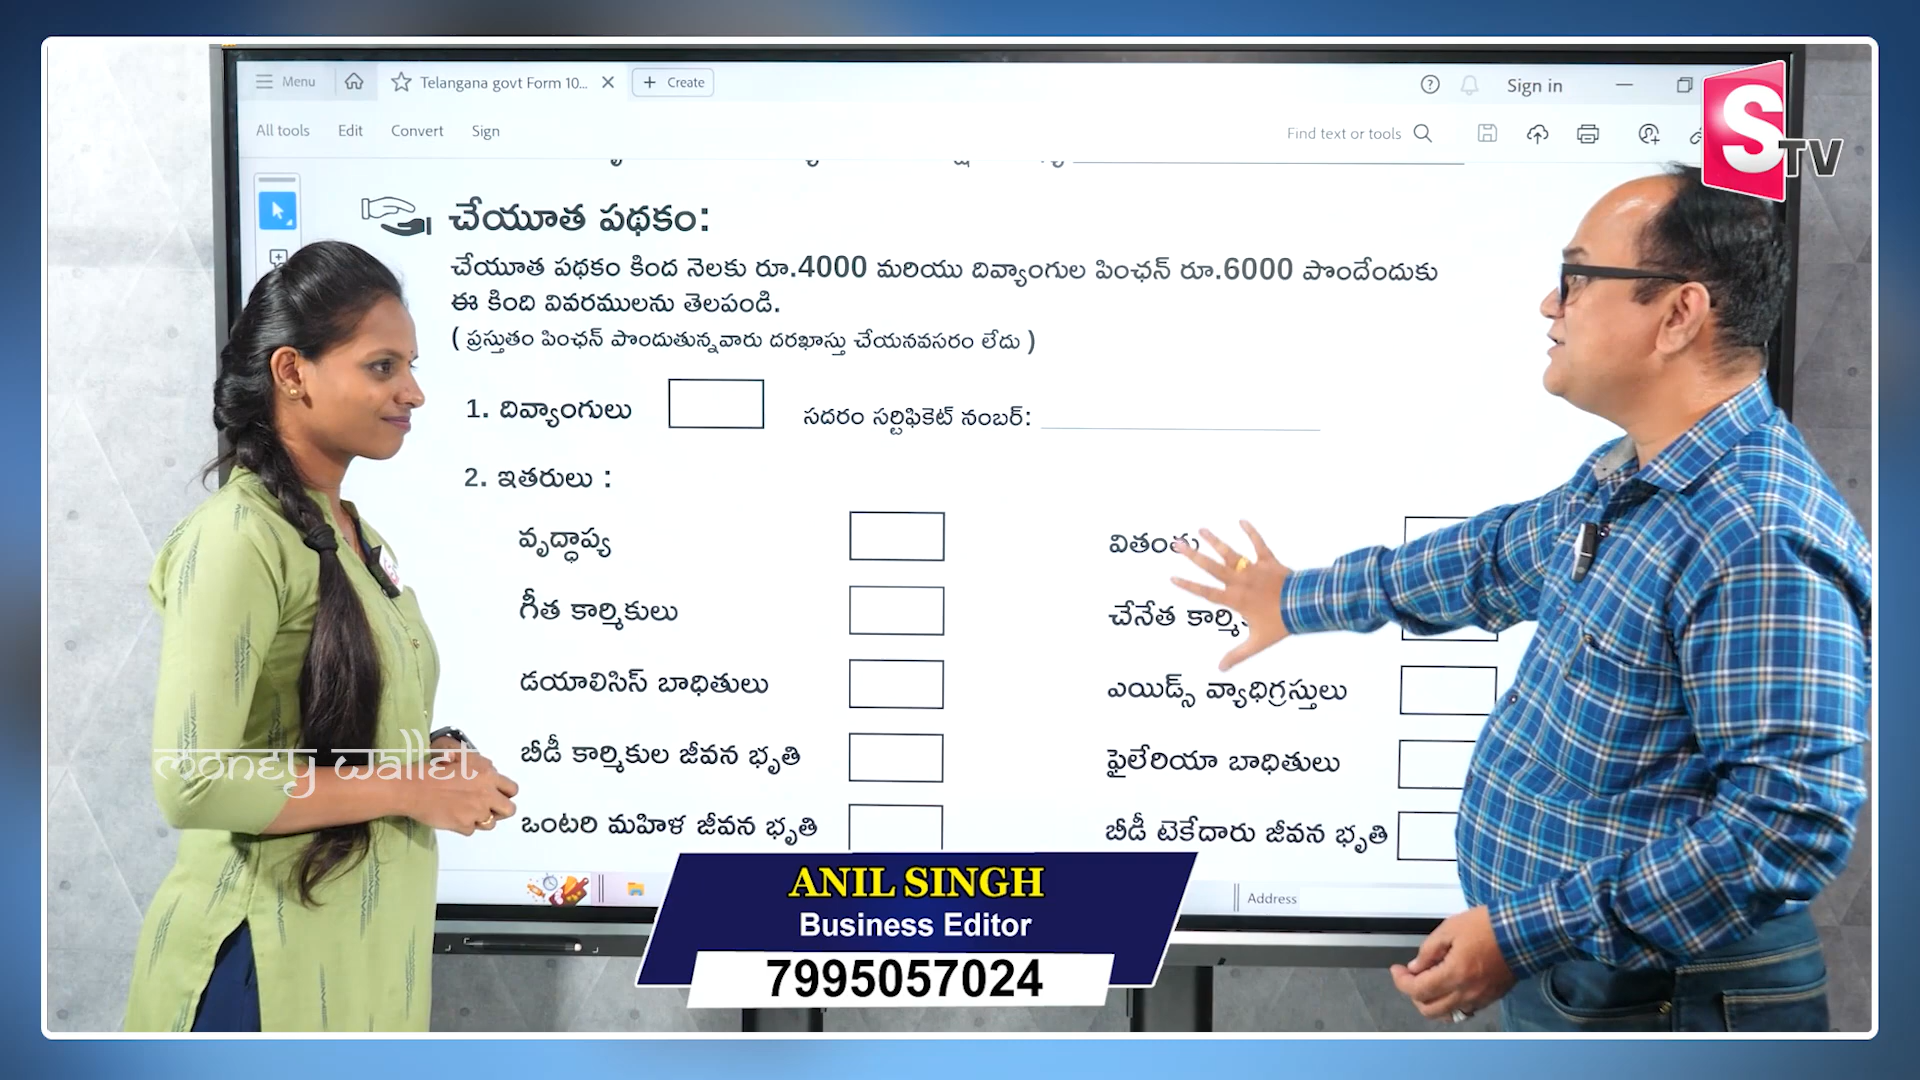 Menu
Telangana govt Form 10...
Create
Sign in
All tools
Edit
Convert
Sign
Find text or tools
S TV
చేయూత పథకం:
చేయూత పథకం కింద నెలకు రూ.4000 మరియు దివ్యాంగుల పింఛన్ రూ.6000 పొందేందుకు
ఈ కింది వివరములను తెలపండి.
( ప్రస్తుతం పింఛన్ పొందుతున్నవారు దరఖాస్తు చేయనవసరం లేదు )
1. దివ్యాంగులు
సదరం సర్టిఫికెట్ నంబర్:
2. ఇతరులు :
వృద్ధాప్య
వితంతు
గీత కార్మికులు
చేనేత
డయాలిసిస్ బాధితులు
ఎయిడ్స్ వ్యాధిగ్రస్తులు
బీడీ కార్మికుల జీవన భృతి
ఫైలేరియా బాధితులు
ఒంటరి మహిళ జీవన భృతి
బీడీ టెకేదారు జీవన భృతి
money wallet
Address
ANIL SINGH
Business Editor
7995057024